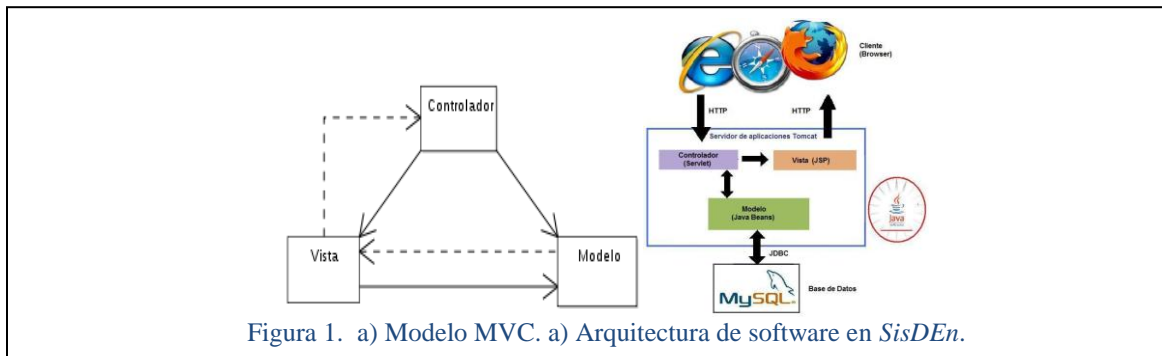 Controlador
Vista
Modelo
Cliente
(Browser)
HTTP
HTTP
Servidor de aplicaciones Tomcat
Controlador
(Servlet)
Vista (JSP)
Modelo
(Java Beans)
Java
JDBC
MySQL
Base de Datos
Figura 1.  a) Modelo MVC. a) Arquitectura de software en SisDEn.